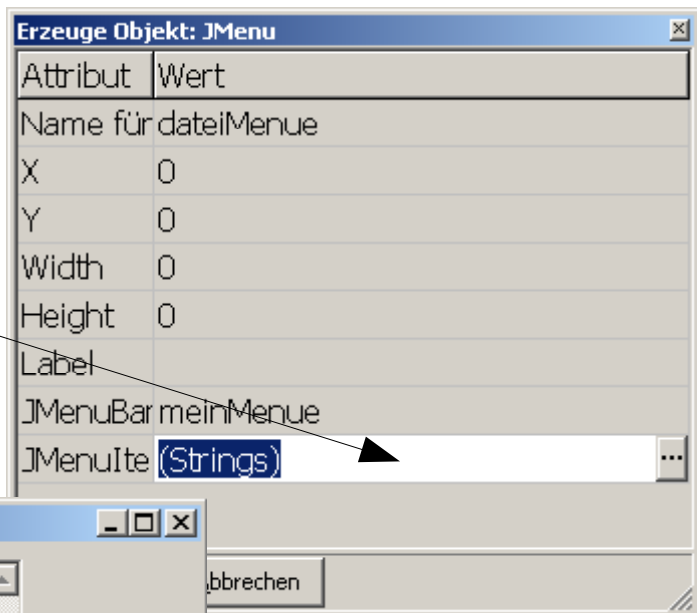 Erzeuge Objekt: JMenu
Attribut Wert
Name für dateiMenue
X 0
Y 0
Width 0
Height 0
Label
JMenuBar meinMenue
JMenuIte (Strings) ...
bbrechen